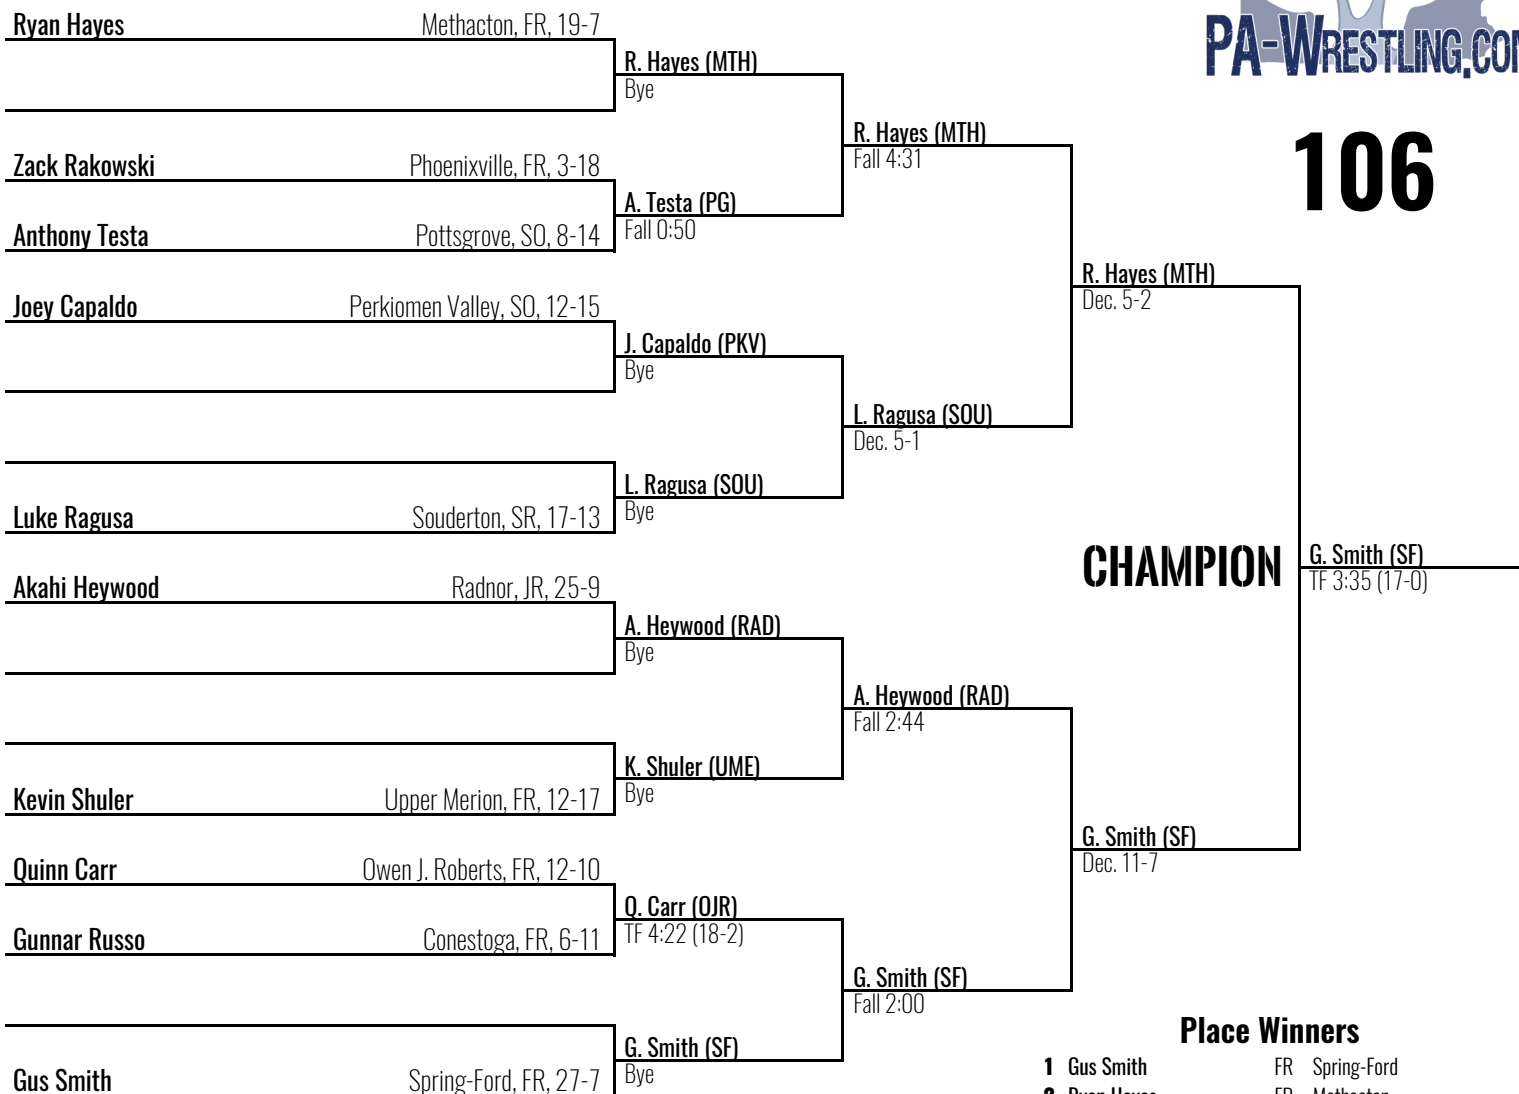 Ryan Hayes Methacton, FR, 19-7
R. Hayes (MTH)
Bye
PA-WRESTLING.CO
R. Hayes (MTH)
Fall 4:31
106
Zack Rakowski Phoenixville, FR, 3-18
A. Testa (PG)
Fall 0:50
Anthony Testa Pottsgrove, SO, 8-14
R. Hayes (MTH)
Dec. 5-2
Joey Capaldo Perkiomen Valley, SO, 12-15
J. Capaldo (PKV)
Bye
L. Ragusa (SOU)
Dec. 5-1
L. Ragusa (SOU)
Bye
Luke Ragusa Souderton, SR, 17-13
CHAMPION
G. Smith (SF)
TF 3:35 (17-0)
Akahi Heywood Radnor, JR, 25-9
A. Heywood (RAD)
Bye
A. Heywood (RAD)
Fall 2:44
K. Shuler (UME)
Bye
Kevin Shuler Upper Merion, FR, 12-17
G. Smith (SF)
Dec. 11-7
Quinn Carr Owen J. Roberts, FR, 12-10
Q. Carr (OJR)
TF 4:22 (18-2)
Gunnar Russo Conestoga, FR, 6-11
G. Smith (SF)
Fall 2:00
G. Smith (SF)
Bye
Gus Smith Spring-Ford, FR, 27-7
Place Winners
1 Gus Smith FR Spring-Ford
2 Ryan Hayes FR Methacton